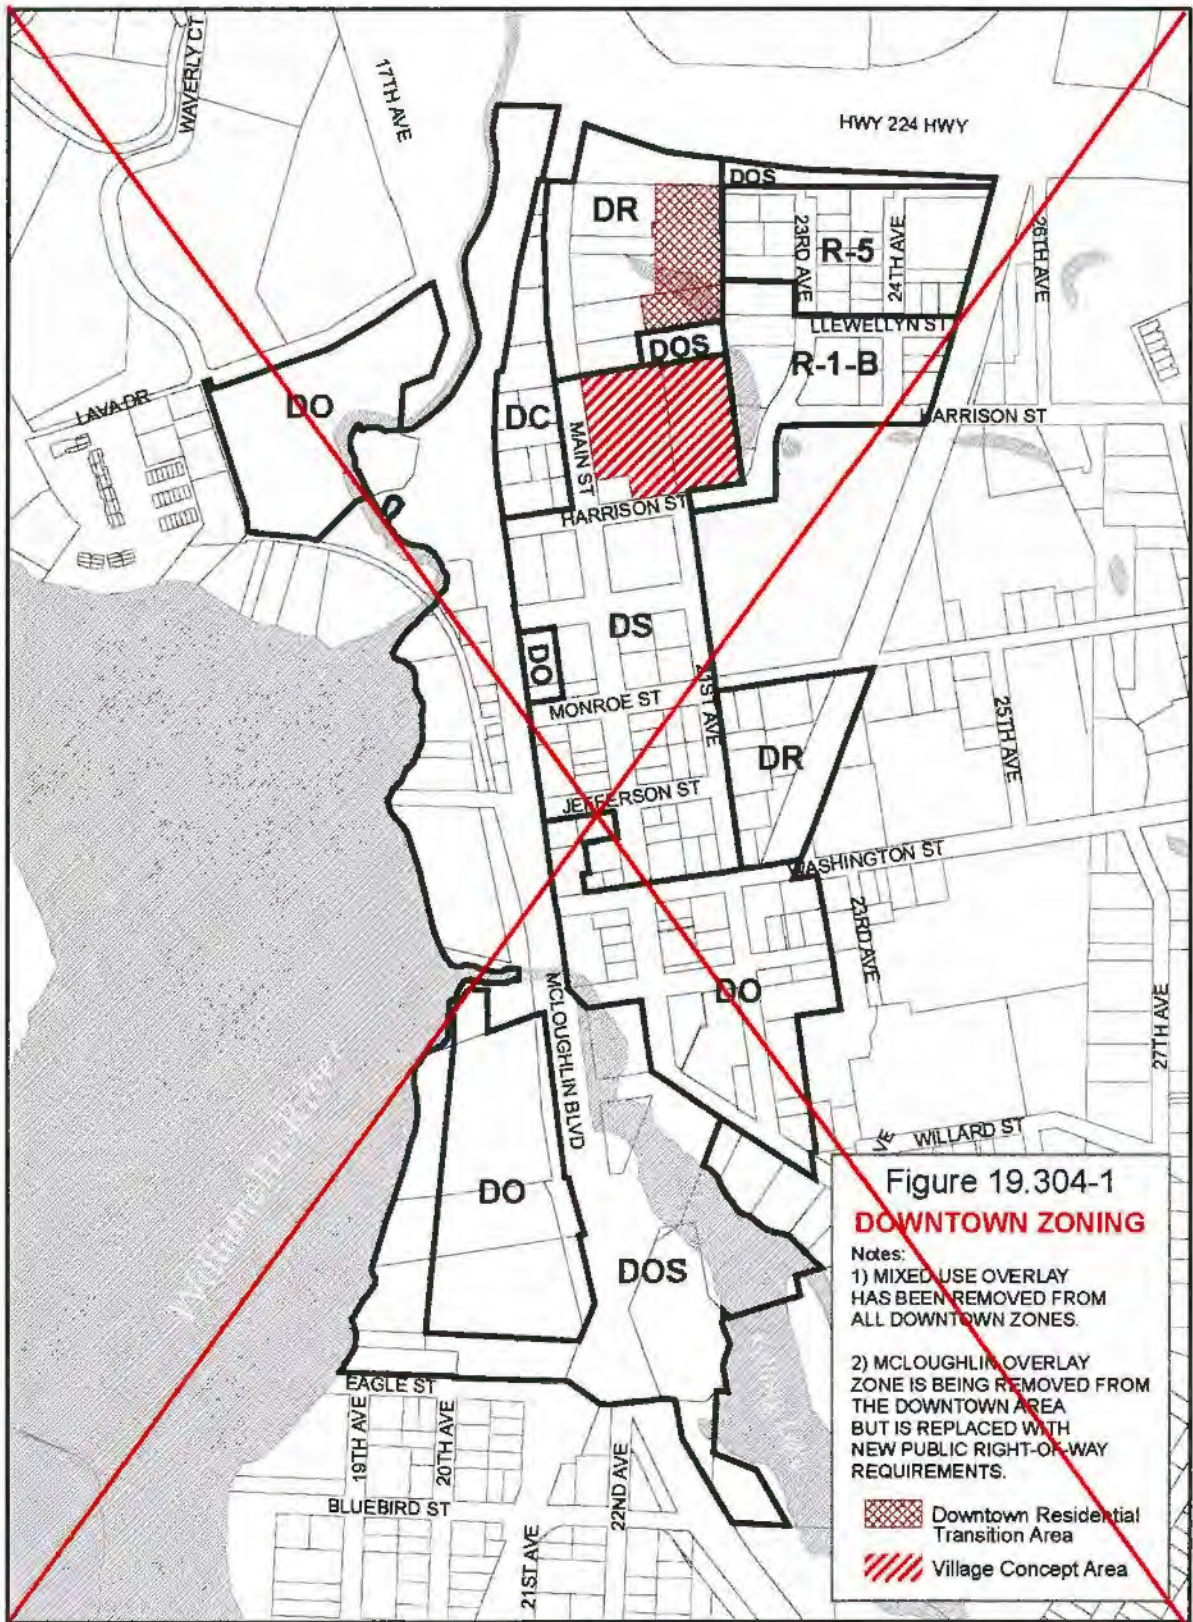 WAVERLY CT
17TH AVE
HWY 224 HWY
DOS
DR
23RD AVE
R-5
24TH AVE
26TH AVE
LLEWELLYN ST
DOS
R-1-B
LAVA DR
DO
DC
MAIN ST
HARRISON ST
HARRISON ST
DS
DO
MONROE ST
21ST AVE
25TH AVE
DR
JEFFERSON ST
WASHINGTON ST
23RD AVE
DO
MCLOUGHLIN BLVD
27TH AVE
Willamette River
WILLARD ST
AVE
DO
DOS
EAGLE ST
19TH AVE
20TH AVE
22ND AVE
BLUEBIRD ST
21ST AVE
Figure 19.304-1
DOWNTOWN ZONING
Notes:
1) MIXED USE OVERLAY
HAS BEEN REMOVED FROM
ALL DOWNTOWN ZONES.
2) MCLOUGHLIN OVERLAY
ZONE IS BEING REMOVED FROM
THE DOWNTOWN AREA
BUT IS REPLACED WITH
NEW PUBLIC RIGHT-OF-WAY
REQUIREMENTS.
Downtown Residential
Transition Area
Village Concept Area